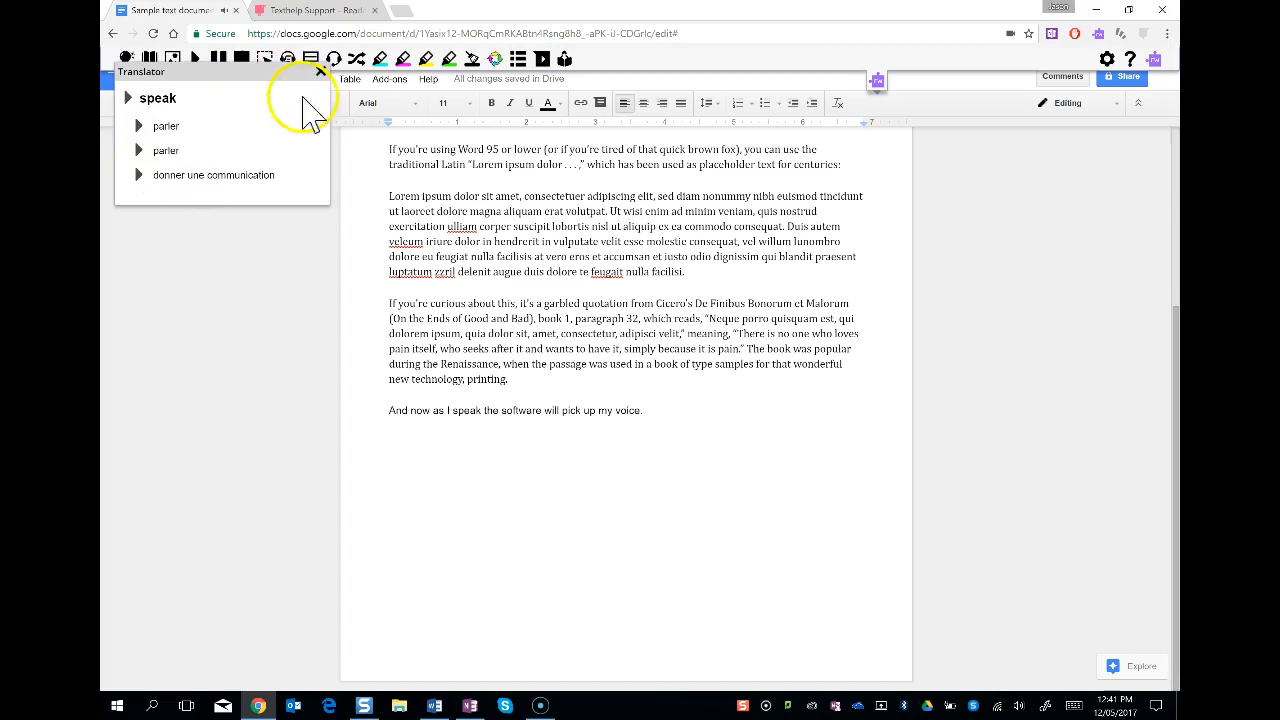 Sample text docume
Texthelp Support - Read
Jason
Secure
https://docs.google.com/document/d/1Yasix12-MORqCmRKABtn4Rsng8h8_-aPK-iJ-CDGrlc/edit#
Translator
speak
parler
parler
donner une communication
Table
Add-ons
Help
All changes saved in Drive
Comments
Share
Arial
11
B
I
U
A
Editing
1 2 3 4 5 6 7
If you're using Word 95 or lower (or if you're tired of that quick brown fox), you can use the
traditional Latin “Lorem ipsum dolor . . . ,” which has been used as placeholder text for centuries:
Lorem ipsum dolor sit amet, consectetuer adipiscing elit, sed diam nonummy nibh euismod tincidunt
ut laoreet dolore magna aliquam erat volutpat. Ut wisi enim ad minim veniam, quis nostrud
exercitation ulliam corper suscipit lobortis nisl ut aliquip ex ea commodo consequat. Duis autem
veleum iriure dolor in hendrerit in vulputate velit esse molestie consequat, vel willum lunombro
dolore eu feugiat nulla facilisis at vero eros et accumsan et iusto odio dignissim qui blandit praesent
luptatum zzril delenit augue duis dolore te feugait nulla facilisi.
If you're curious about this, it's a garbled quotation from Cicero's De Finibus Bonorum et Malorum
(On the Ends of Good and Bad), book 1, paragraph 32, which reads, “Neque porro quisquam est, qui
dolorem ipsum, quia dolor sit, amet, consectetur, adipisci velit,” meaning, “There is no one who loves
pain itself, who seeks after it and wants to have it, simply because it is pain.” The book was popular
during the Renaissance, when the passage was used in a book of type samples for that wonderful
new technology, printing.
And now as I speak the software will pick up my voice.
Explore
12:41 PM
12/05/2017